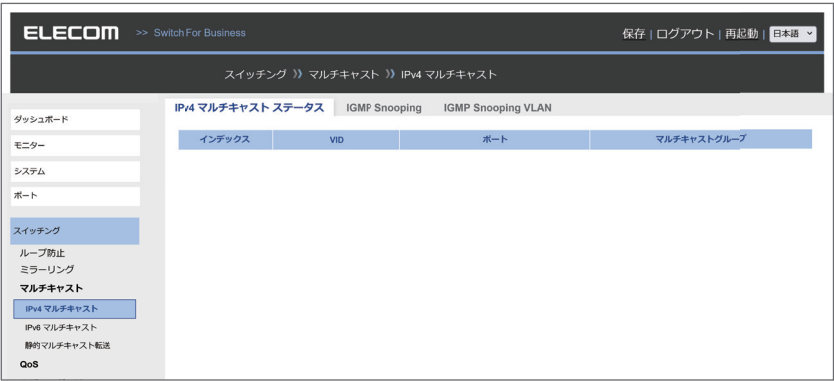 ELECOM >> Switch For Business 保存 | ログアウト | 再起動 | 日本語
スイッチング 》 マルチキャスト 》 IPv4 マルチキャスト
IPv4 マルチキャスト ステータス IGMP Snooping IGMP Snooping VLAN
インデックス VID ポート マルチキャストグループ
ダッシュボード
モニター
システム
ポート
スイッチング
ループ防止
ミラーリング
マルチキャスト
IPv4 マルチキャスト
IPv6 マルチキャスト
静的マルチキャスト転送
QoS